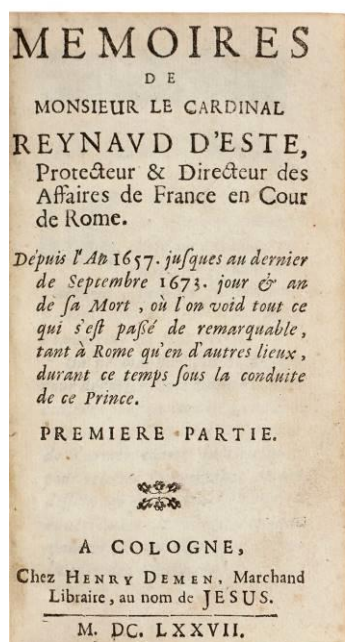 MEMOIRES
DE
MONSIEUR LE CARDINAL
REYNAVD D'ESTE,
Protecteur & Directeur des
Affaires de France en Cour
de Rome.
Dépuis l'An 1657. juſques au dernier
de Septembre 1673. jour & an
de ſa Mort, où l'on void tout ce
qui s'eſt paßé de remarquable,
tant à Rome qu'en d'autres lieux,
durant ce temps ſous la conduite
de ce Prince.
PREMIERE PARTIE.
A COLOGNE,
Chez HENRY DEMEN, Marchand
Libraire, au nom de JESUS.
M. DC. LXXVII.